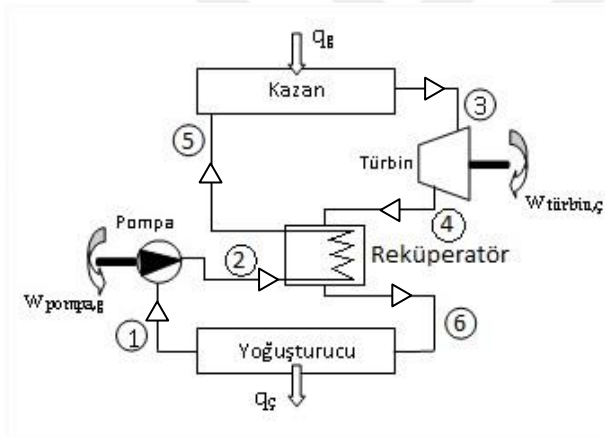 qg
Kazan
3
5
Türbin
Wtürbin,ç
4
Pompa
Reküperatör
2
Wpompa,g
6
1
Yoğuşturucu
qç